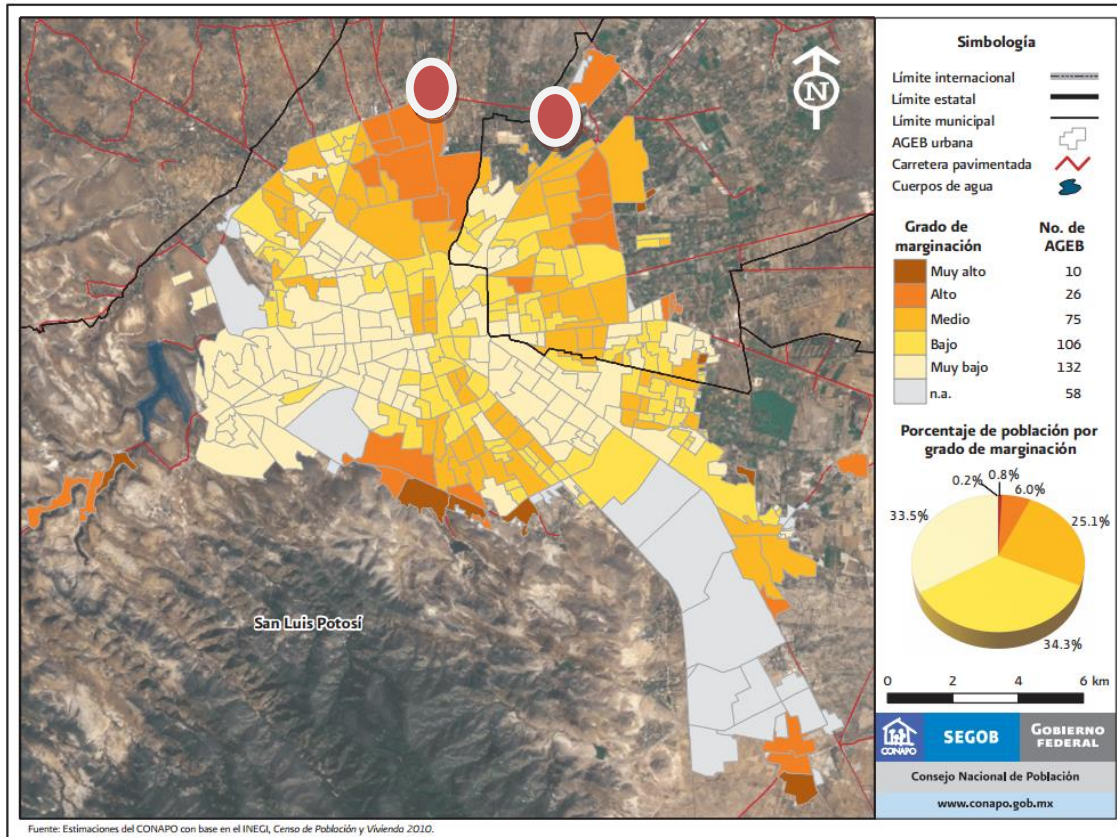 N
San Luis Potosí
Simbología
Límite internacional
Límite estatal
Límite municipal
AGEB urbana
Carretera pavimentada
Cuerpos de agua
Grado de marginación No. de AGEB
Muy alto 10
Alto 26
Medio 75
Bajo 106
Muy bajo 132
n.a. 58
Porcentaje de población por
grado de marginación
0.2% 0.8%
6.0%
33.5%
25.1%
34.3%
0 2 4 6 km
CONAPO
SEGOB
GOBIERNO
FEDERAL
Consejo Nacional de Población
www.conapo.gob.mx
Fuente: Estimaciones del CONAPO con base en el INEGI, Censo de Población y Vivienda 2010.